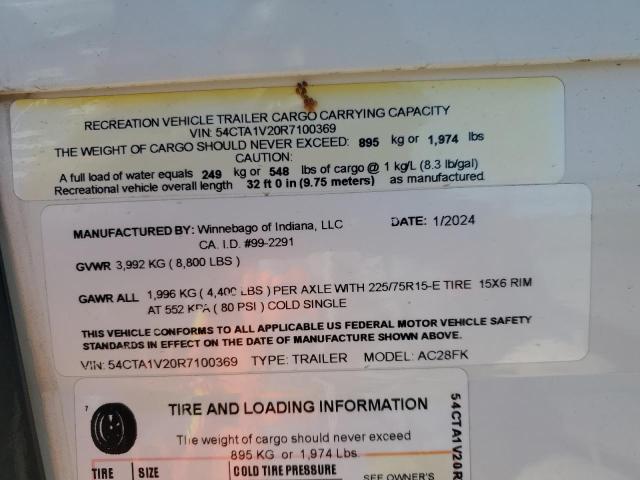 RECREATION VEHICLE TRAILER CARGO CARRYING CAPACITY
VIN: 54CTA1V20R7100369
THE WEIGHT OF CARGO SHOULD NEVER EXCEED: 895 kg or 1,974 lbs
CAUTION:
A full load of water equals 249 kg or 548 lbs of cargo @ 1 kg/L (8.3 lb/gal)
Recreational vehicle overall length 32 ft 0 in (9.75 meters) as manufactured.
MANUFACTURED BY: Winnebago of Indiana, LLC DATE: 1/2024
CA. I.D. #99-2291
GVWR 3,992 KG ( 8,800 LBS )
GAWR ALL 1,996 KG ( 4,400 LBS ) PER AXLE WITH 225/75R15-E TIRE 15X6 RIM
AT 552 KPA ( 80 PSI ) COLD SINGLE
THIS VEHICLE CONFORMS TO ALL APPLICABLE US FEDERAL MOTOR VEHICLE SAFETY
STANDARDS IN EFFECT ON THE DATE OF MANUFACTURE SHOWN ABOVE.
VIN: 54CTA1V20R7100369 TYPE: TRAILER MODEL: AC28FK
7
TIRE AND LOADING INFORMATION
The weight of cargo should never exceed
895 KG or 1,974 Lbs.
TIRE SIZE COLD TIRE PRESSURE SEE OWNER'S
54CTA1V20R